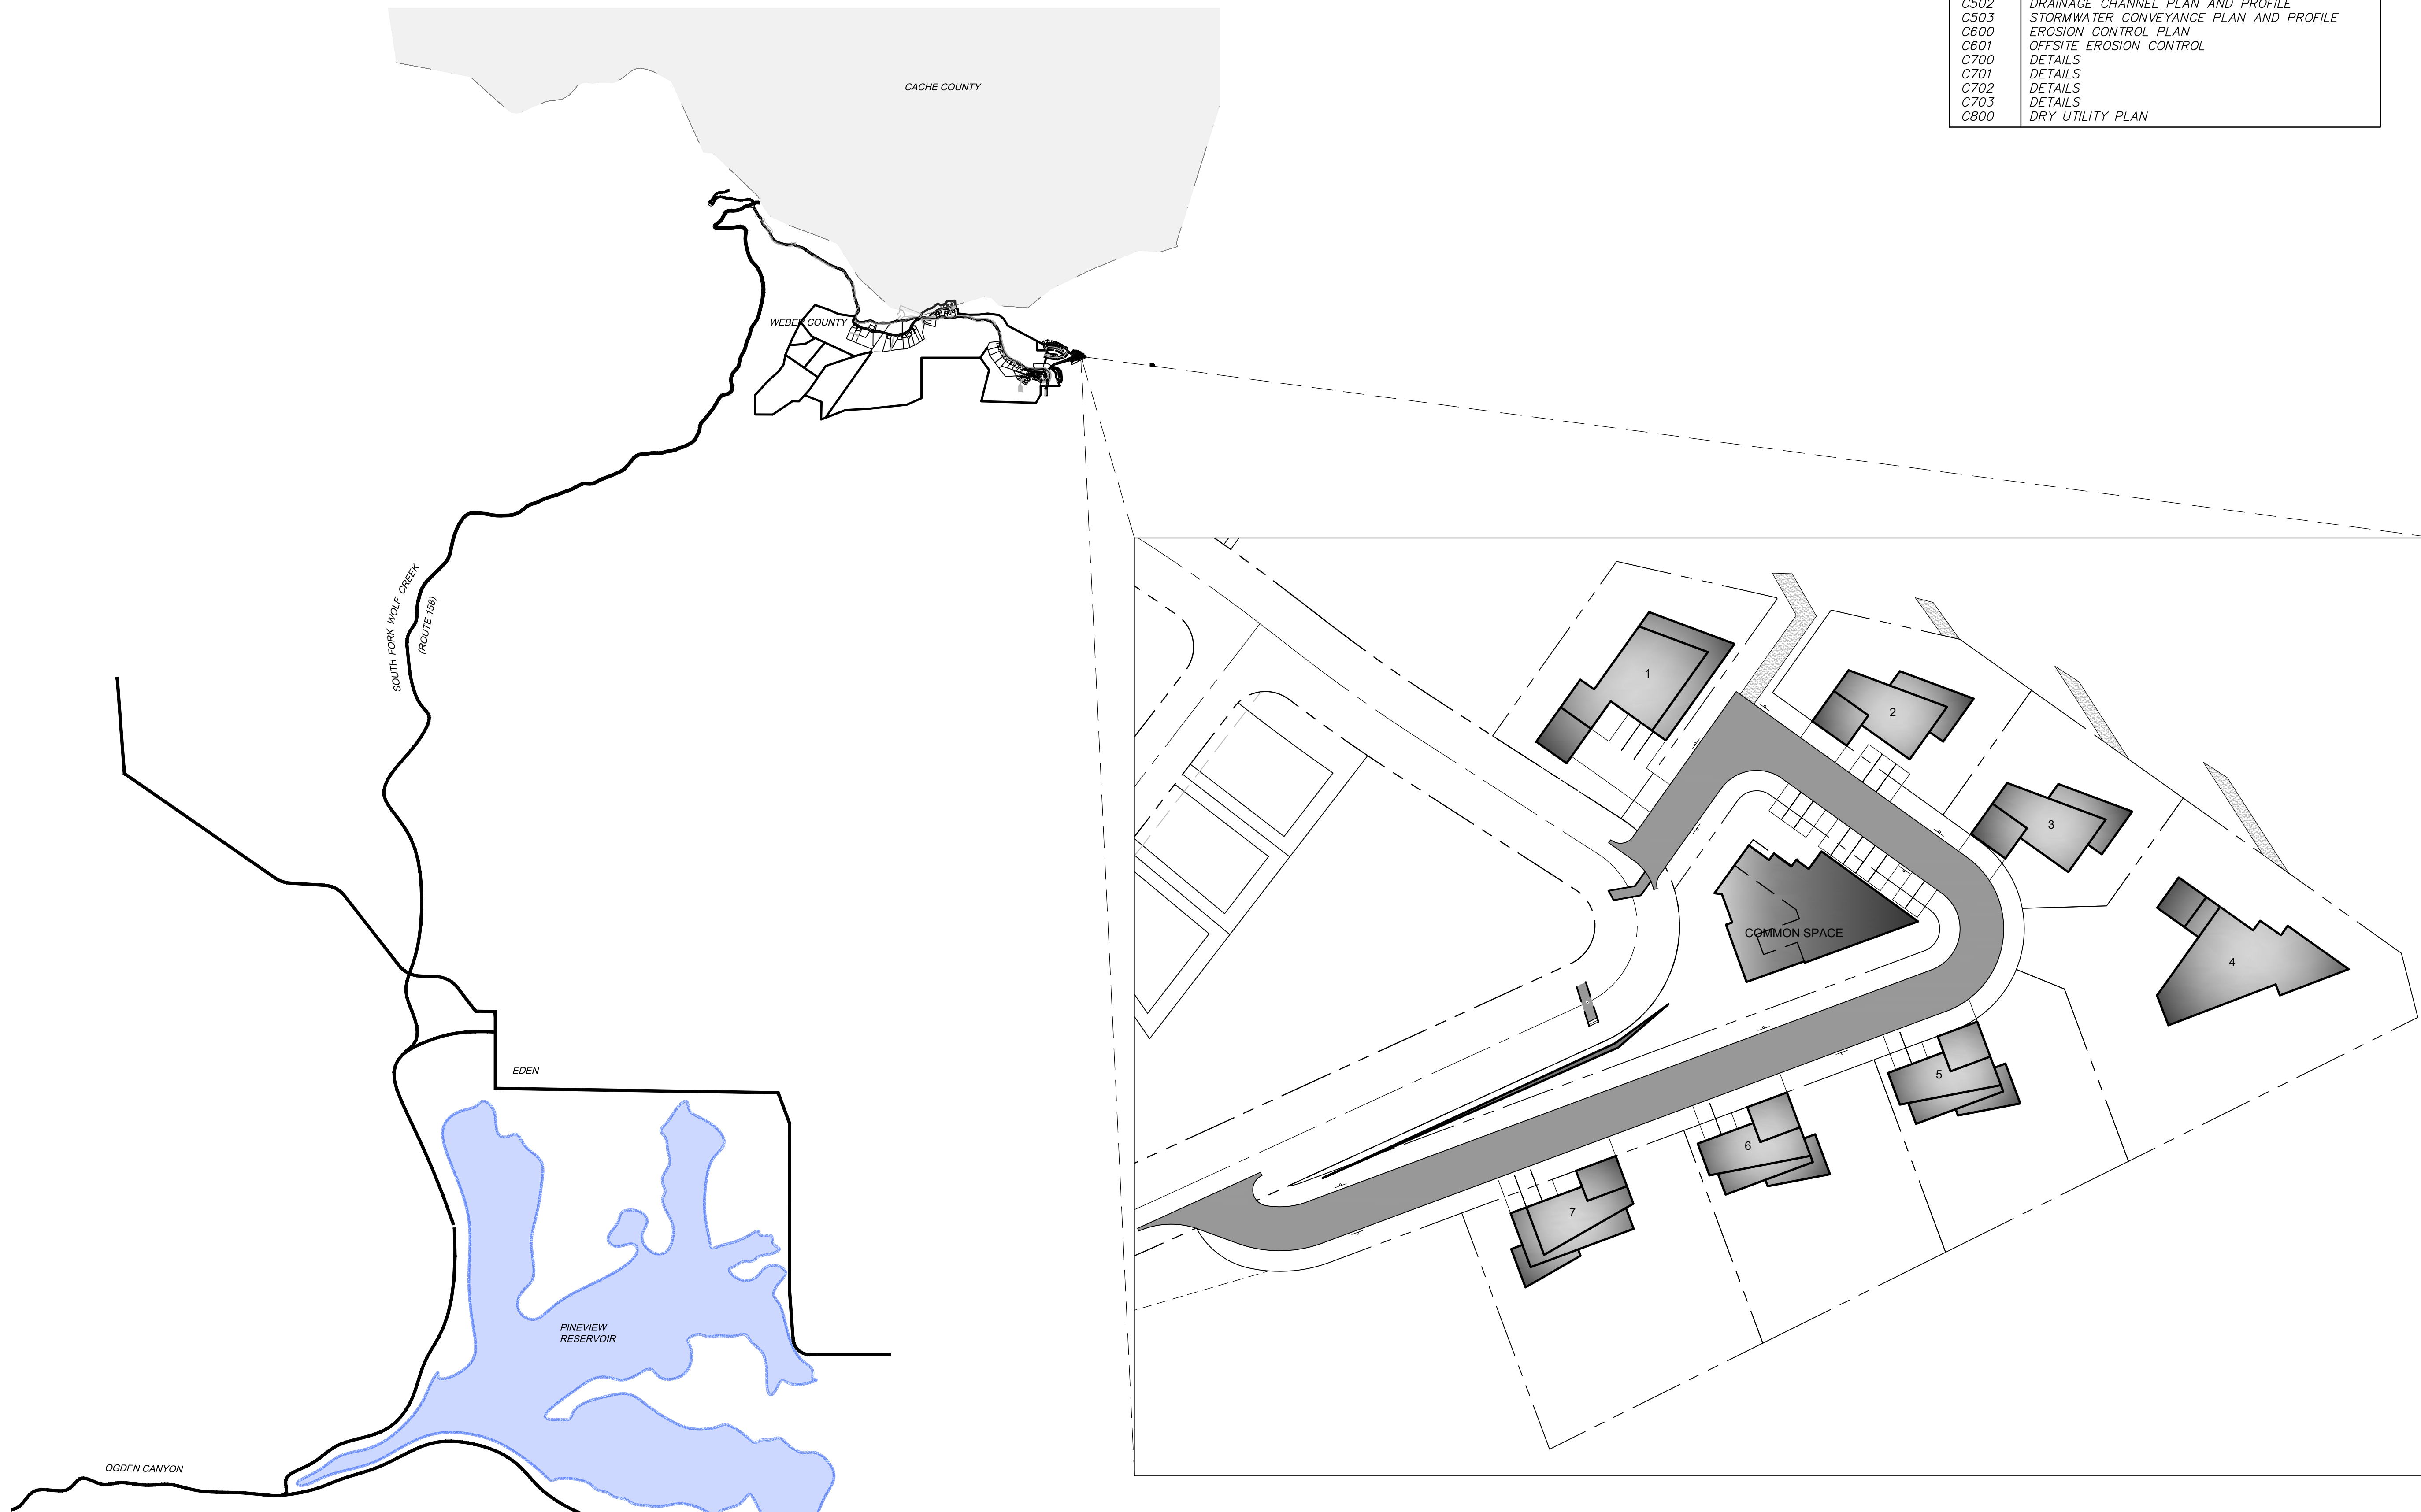 C502 DRAINAGE CHANNEL PLAN AND PROFILE
C503 STORMWATER CONVEYANCE PLAN AND PROFILE
C600 EROSION CONTROL PLAN
C601 OFFSITE EROSION CONTROL
C700 DETAILS
C701 DETAILS
C702 DETAILS
C703 DETAILS
C800 DRY UTILITY PLAN
CACHE COUNTY
WEBER COUNTY
SOUTH FORK WOLF CREEK
(ROUTE 158)
1
2
3
COMMON SPACE
4
5
6
7
EDEN
PINEVIEW
RESERVOIR
OGDEN CANYON